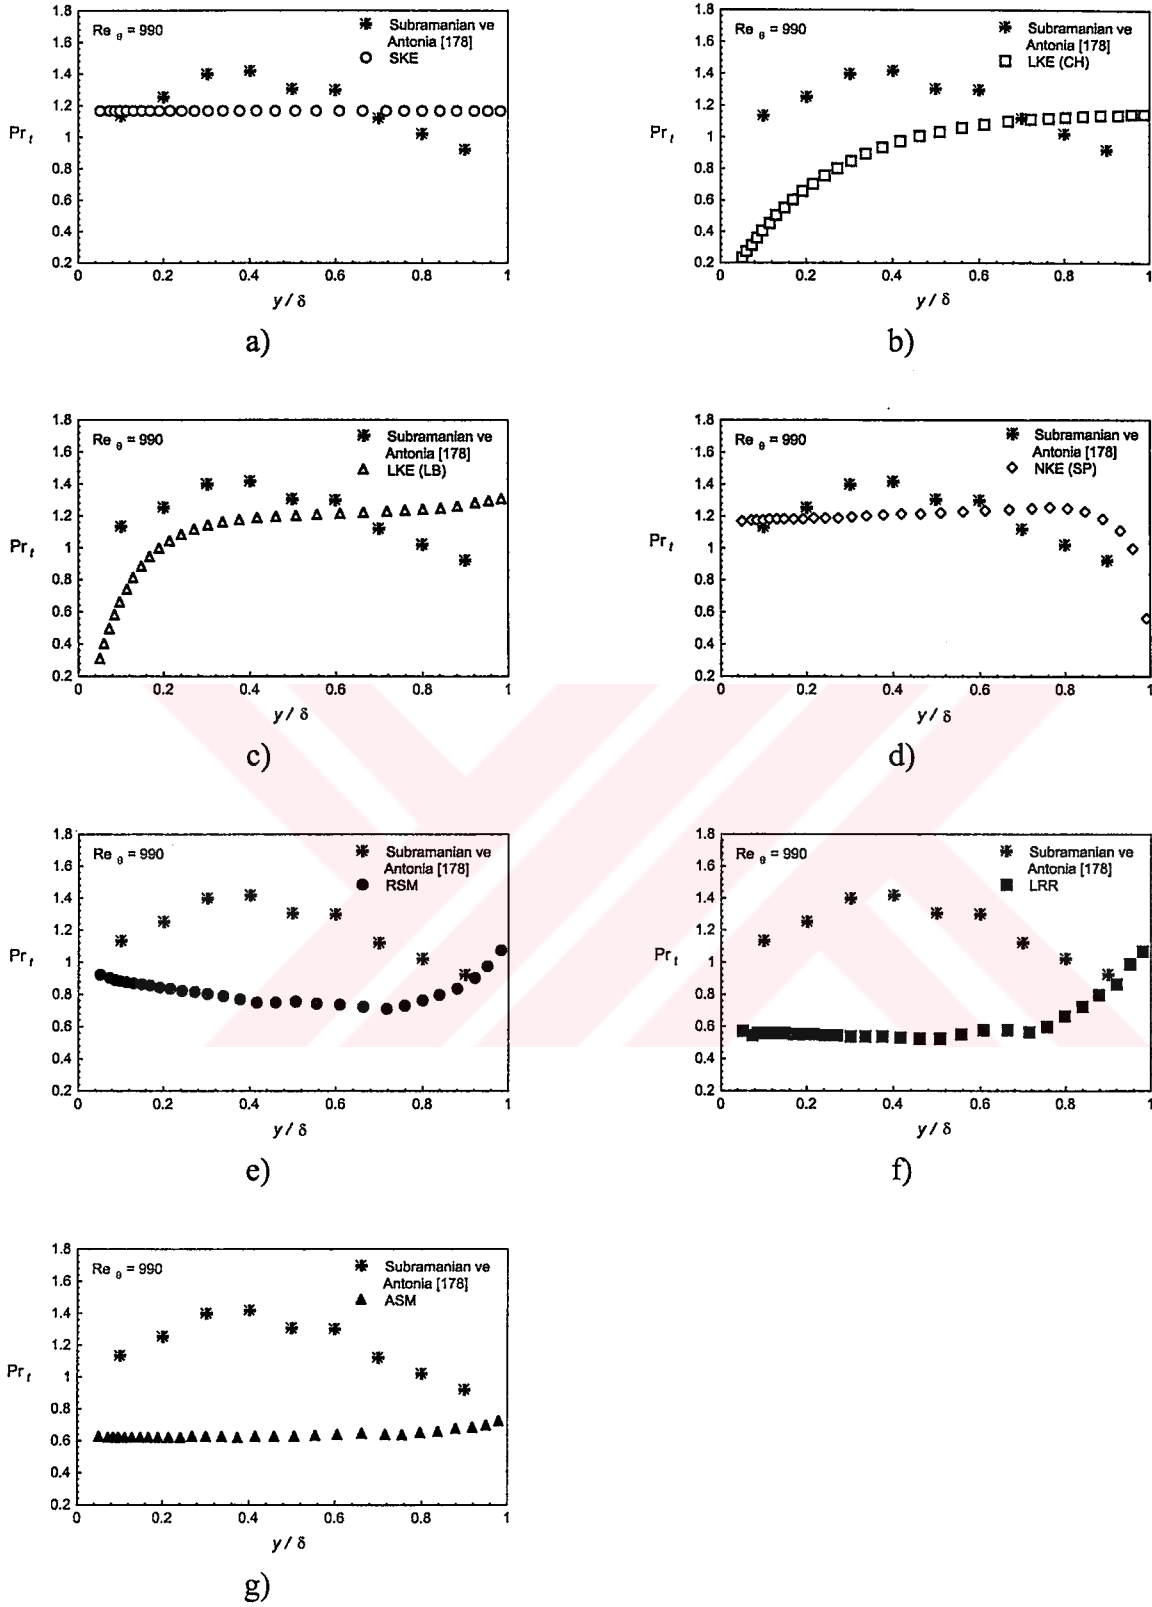 1.8
1.6
1.4
1.2
1
0.8
0.6
0.4
0.2
Pr t
Re θ = 990
Subramanian ve
Antonia [178]
SKE
0 0.2 0.4 0.6 0.8 1
y / δ
a)
1.8
1.6
1.4
1.2
1
0.8
0.6
0.4
0.2
Pr t
Re θ = 990
Subramanian ve
Antonia [178]
LKE (CH)
0 0.2 0.4 0.6 0.8 1
y / δ
b)
1.8
1.6
1.4
1.2
1
0.8
0.6
0.4
0.2
Pr t
Re θ = 990
Subramanian ve
Antonia [178]
LKE (LB)
0 0.2 0.4 0.6 0.8 1
y / δ
c)
1.8
1.6
1.4
1.2
1
0.8
0.6
0.4
0.2
Pr t
Re θ = 990
Subramanian ve
Antonia [178]
NKE (SP)
0 0.2 0.4 0.6 0.8 1
y / δ
d)
1.8
1.6
1.4
1.2
1
0.8
0.6
0.4
0.2
Pr t
Re θ = 990
Subramanian ve
Antonia [178]
RSM
0 0.2 0.4 0.6 0.8 1
y / δ
e)
1.8
1.6
1.4
1.2
1
0.8
0.6
0.4
0.2
Pr t
Re θ = 990
Subramanian ve
Antonia [178]
LRR
0 0.2 0.4 0.6 0.8 1
y / δ
f)
1.8
1.6
1.4
1.2
1
0.8
0.6
0.4
0.2
Pr t
Re θ = 990
Subramanian ve
Antonia [178]
ASM
0 0.2 0.4 0.6 0.8 1
y / δ
g)